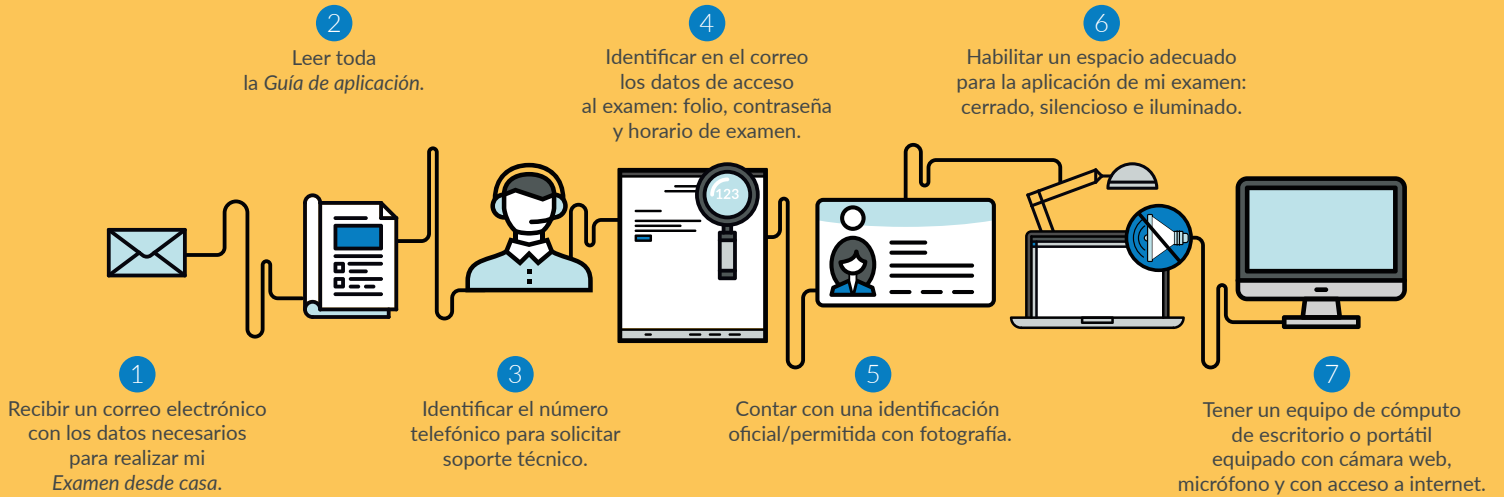 1
Recibir un correo electrónico
con los datos necesarios
para realizar mi
Examen desde casa.
2
Leer toda
la Guía de aplicación.
3
Identificar el número
telefónico para solicitar
soporte técnico.
4
Identificar en el correo
los datos de acceso
al examen: folio, contraseña
y horario de examen.
123
5
Contar con una identificación
oficial/permitida con fotografía.
6
Habilitar un espacio adecuado
para la aplicación de mi examen:
cerrado, silencioso e iluminado.
7
Tener un equipo de cómputo
de escritorio o portátil
equipado con cámara web,
micrófono y con acceso a internet.